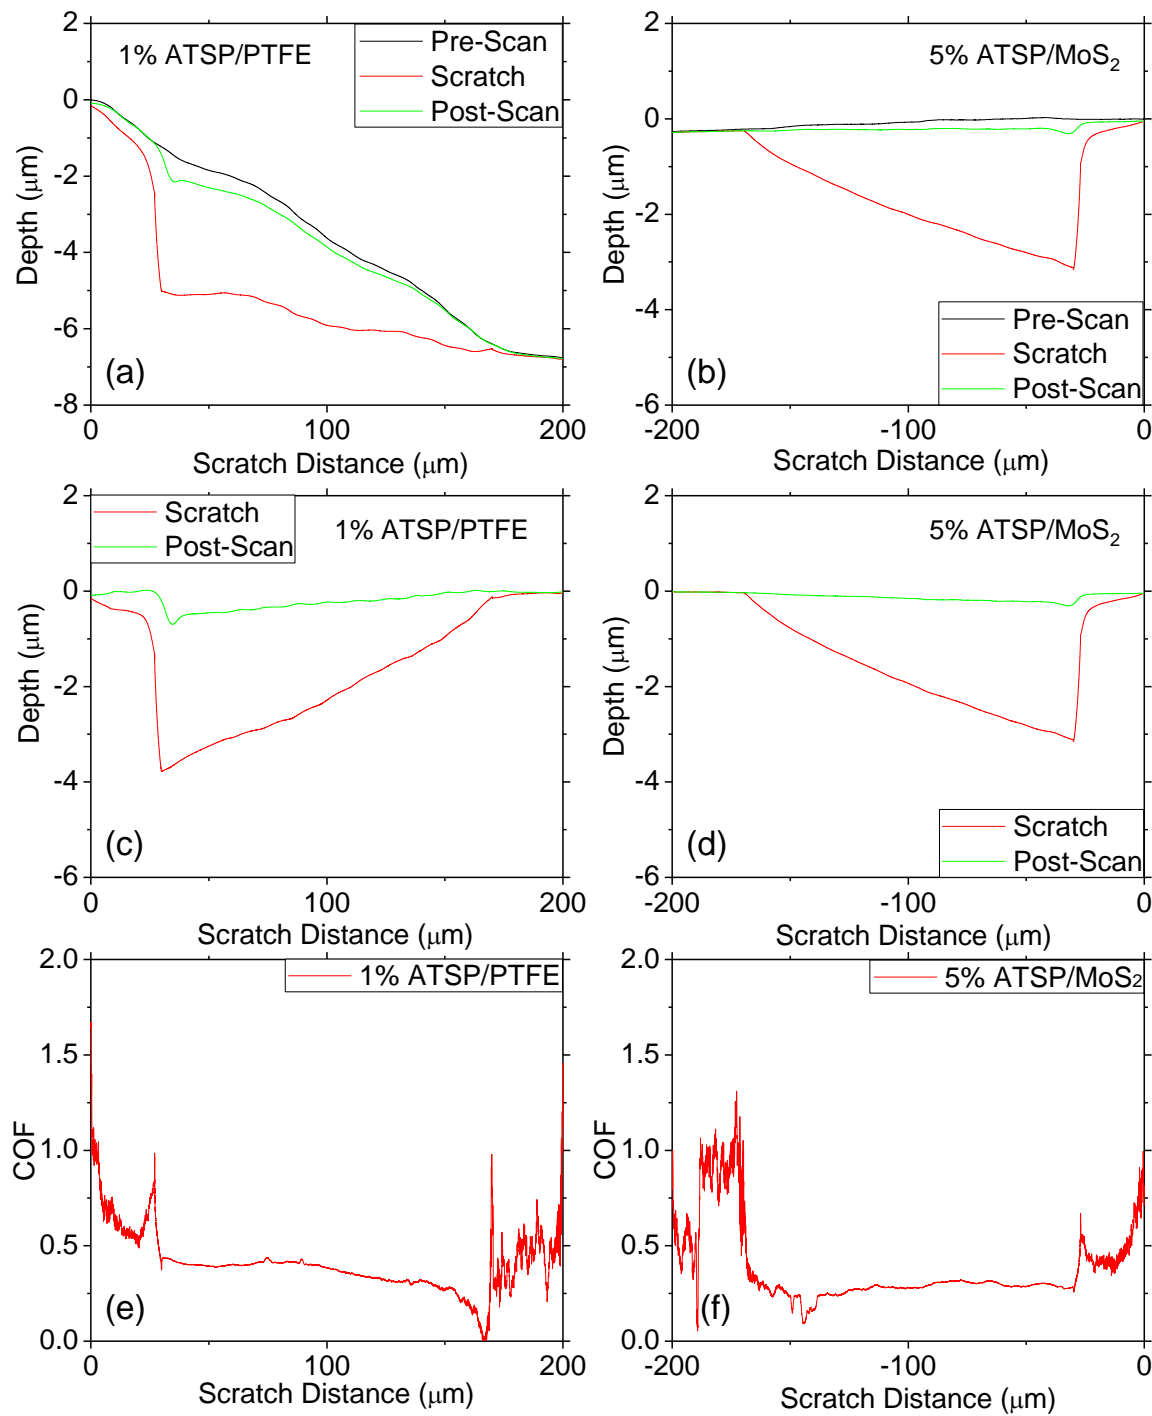 1% ATSP/PTFE
Pre-Scan
Scratch
Post-Scan
2
0
-2
-4
-6
-8
Depth (μm)
(a)
0
100
200
Scratch Distance (μm)
5% ATSP/MoS2
2
0
-2
-4
-6
Depth (μm)
Pre-Scan
Scratch
Post-Scan
(b)
-200
-100
0
Scratch Distance (μm)
Scratch
Post-Scan
1% ATSP/PTFE
2
0
-2
-4
-6
Depth (μm)
(c)
0
100
200
Scratch Distance (μm)
5% ATSP/MoS2
2
0
-2
-4
-6
Depth (μm)
Scratch
Post-Scan
(d)
-200
-100
0
Scratch Distance (μm)
1% ATSP/PTFE
2.0
1.5
1.0
0.5
0.0
COF
(e)
0
100
200
Scratch Distance (μm)
5% ATSP/MoS2
2.0
1.5
1.0
0.5
0.0
COF
(f)
-200
-100
0
Scratch Distance (μm)